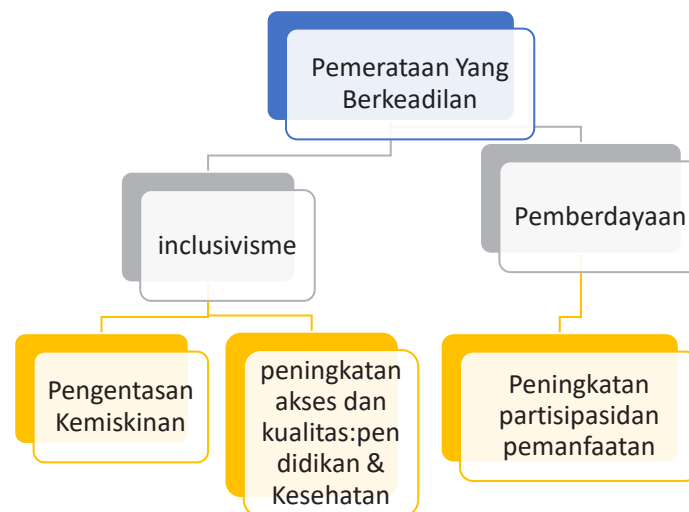 Pemerataan Yang
Berkeadilan
inclusivisme
Pemberdayaan
Pengentasan
Kemiskinan
peningkatan
akses dan
kualitas:pen
didikan &
Kesehatan
Peningkatan
partisipasidan
pemanfaatan